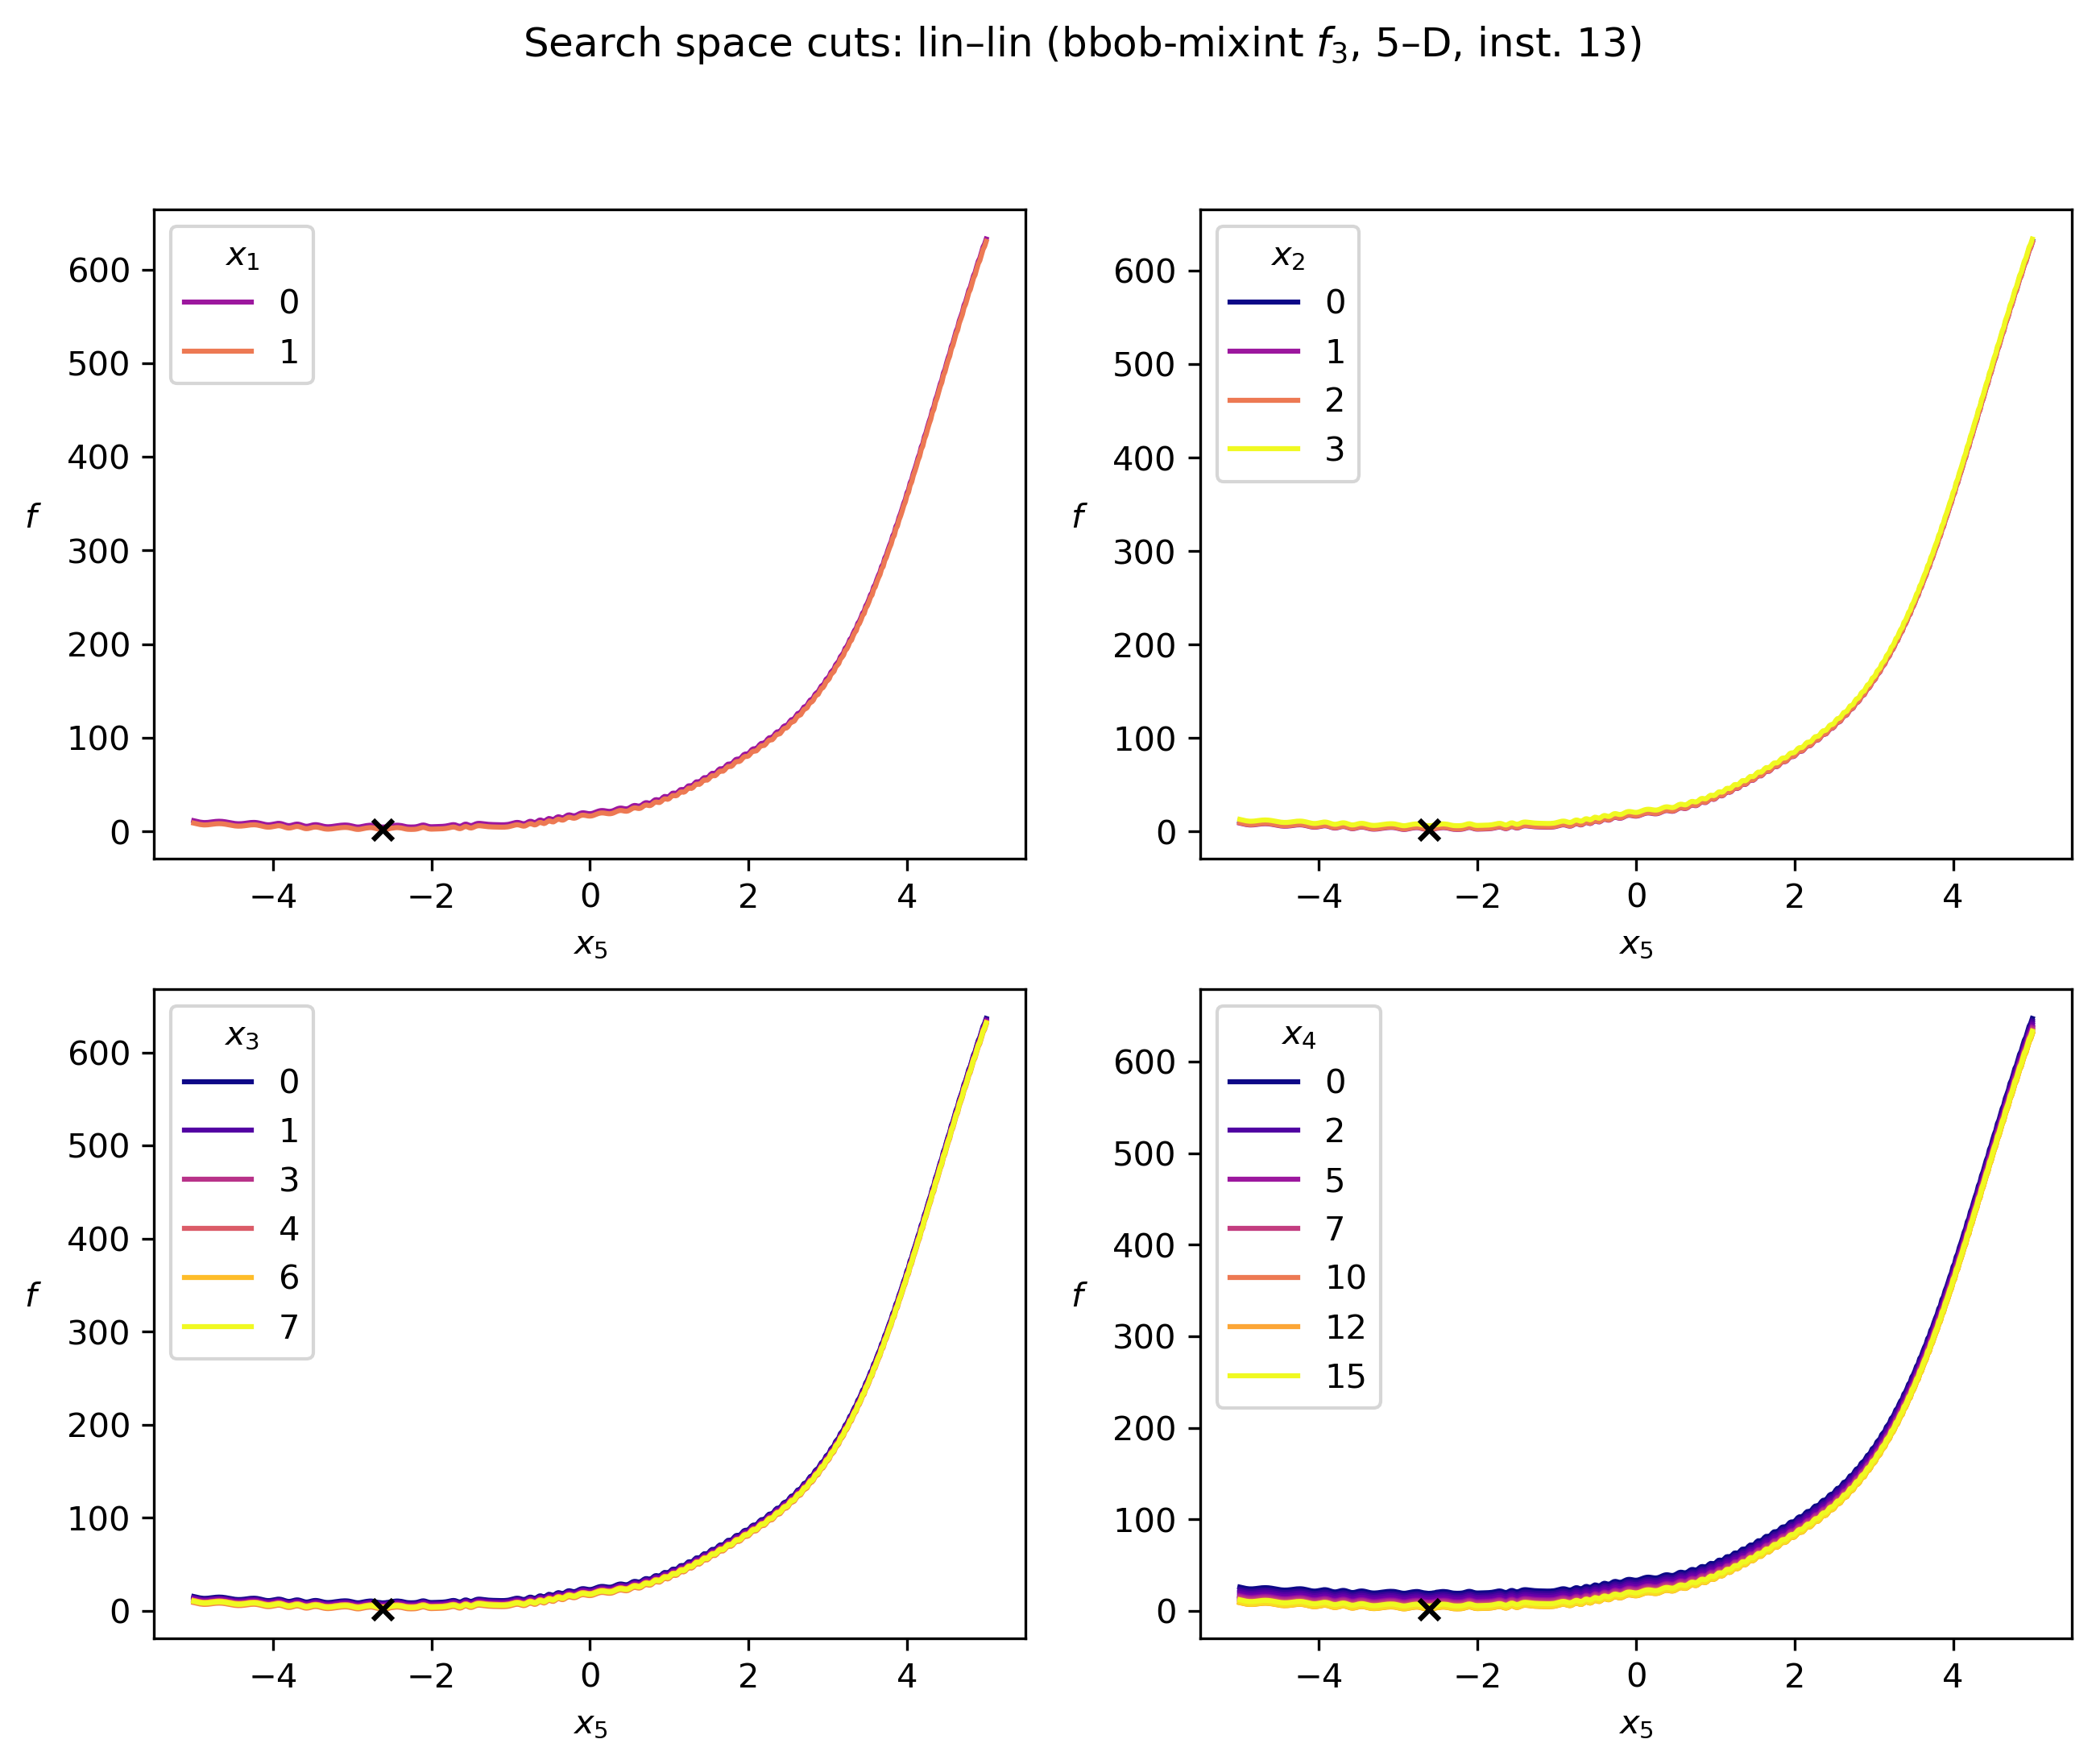 Search space cuts: lin–lin (bbob-mixint f₃, 5–D, inst. 13)
x₁
0
1
600
500
400
300
200
100
0
f
−4 −2 0 2 4
x₅
x₂
0
1
2
3
600
500
400
300
200
100
0
f
−4 −2 0 2 4
x₅
x₃
0
1
3
4
6
7
600
500
400
300
200
100
0
f
−4 −2 0 2 4
x₅
x₄
0
2
5
7
10
12
15
600
500
400
300
200
100
0
f
−4 −2 0 2 4
x₅